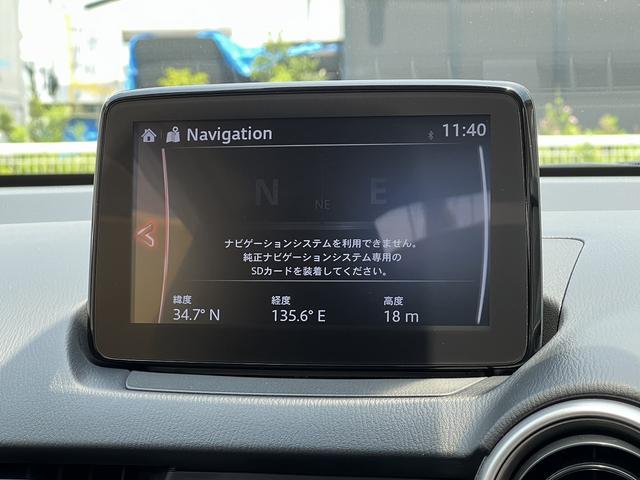 Navigation
11:40
N E
NE
ナビゲーションシステムを利用できません。
純正ナビゲーションシステム専用の
SDカードを装着してください。
緯度 経度 高度
34.7° N 135.6° E 18 m